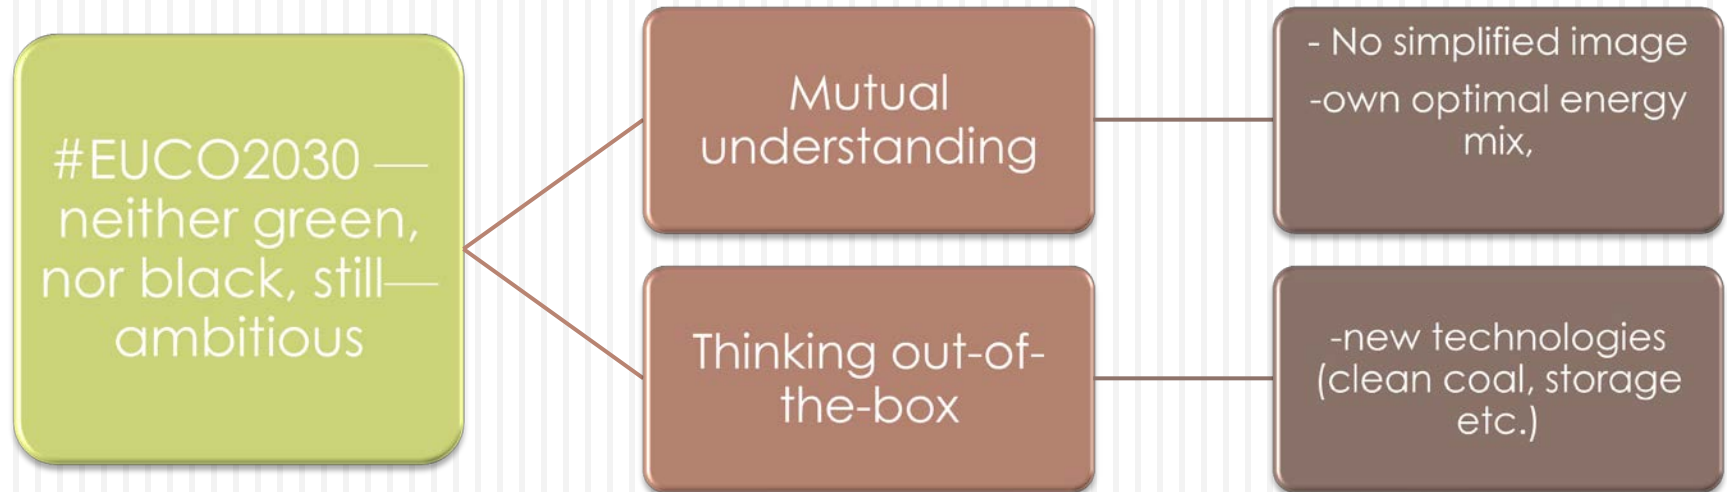 #EUCO2030 —
neither green,
nor black, still—
ambitious
Mutual
understanding
- No simplified image
-own optimal energy
mix,
Thinking out-of-
the-box
-new technologies
(clean coal, storage
etc.)